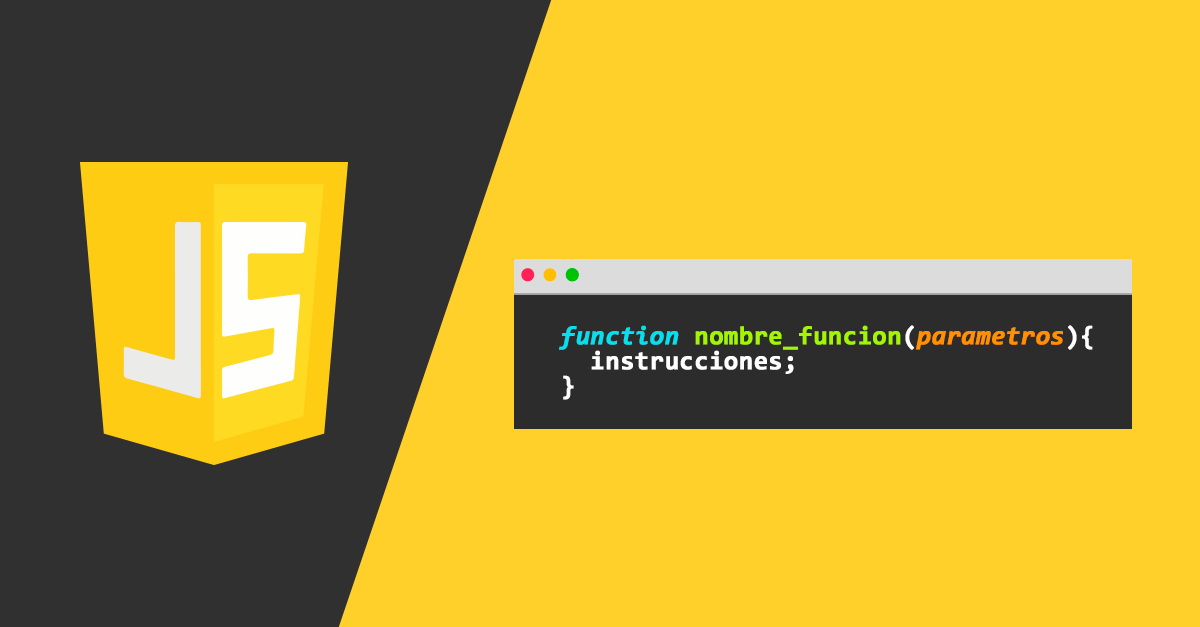 JS
function nombre_funcion(parametros){
instrucciones;
}